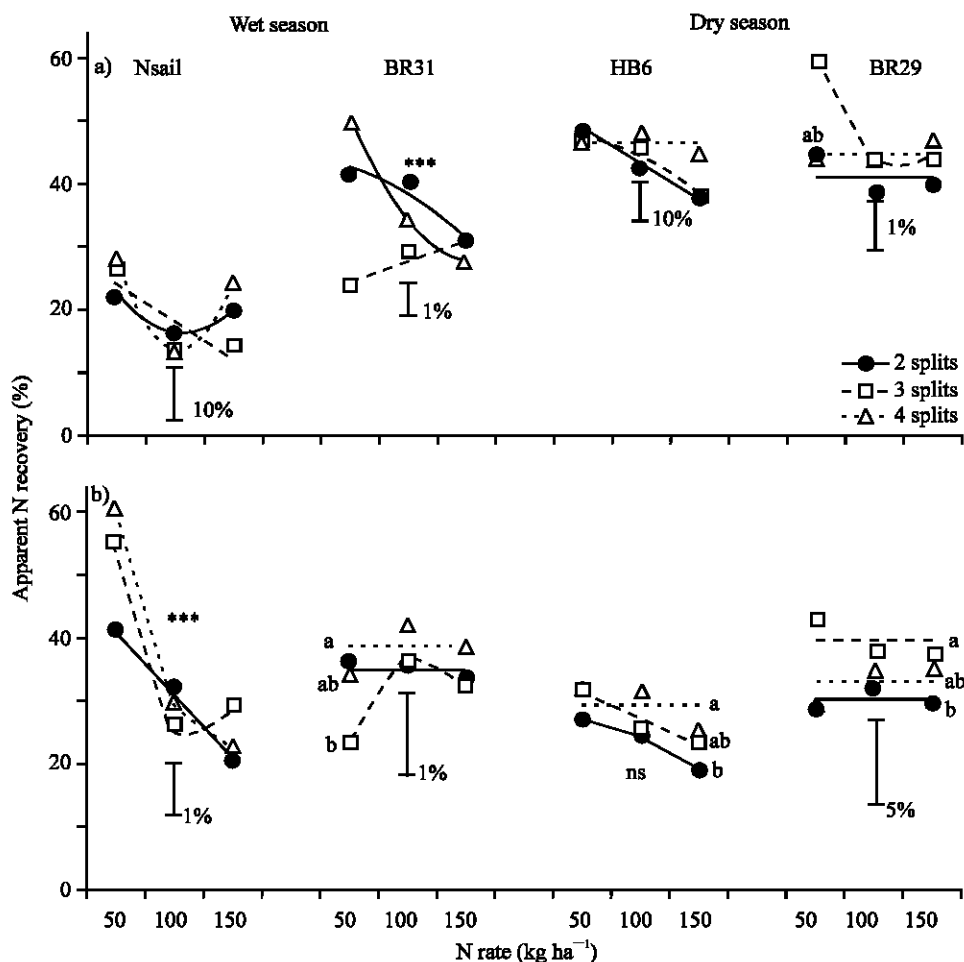 Wet season Dry season
a) Nsail BR31 HB6 BR29
60
ab
***
40
10%
1%
1%
20
10%
2 splits
3 splits
4 splits
0
Apparent N recovery (%)
b)
60
***
40
a
ab
b
a
ab
b
a
ab
b
ns
20
1%
1%
5%
0
50 100 150 50 100 150 50 100 150 50 100 150
N rate (kg ha⁻¹)